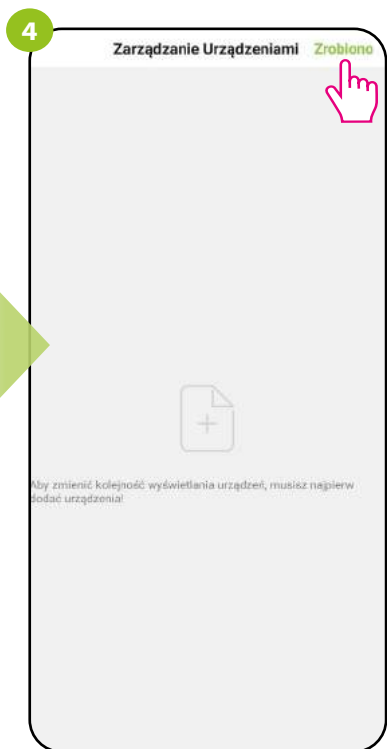 4
Zarządzanie Urządzeniami Zrobiono
Aby zmienić kolejność wyświetlania urządzeń, musisz najpierw
dodać urządzenia!